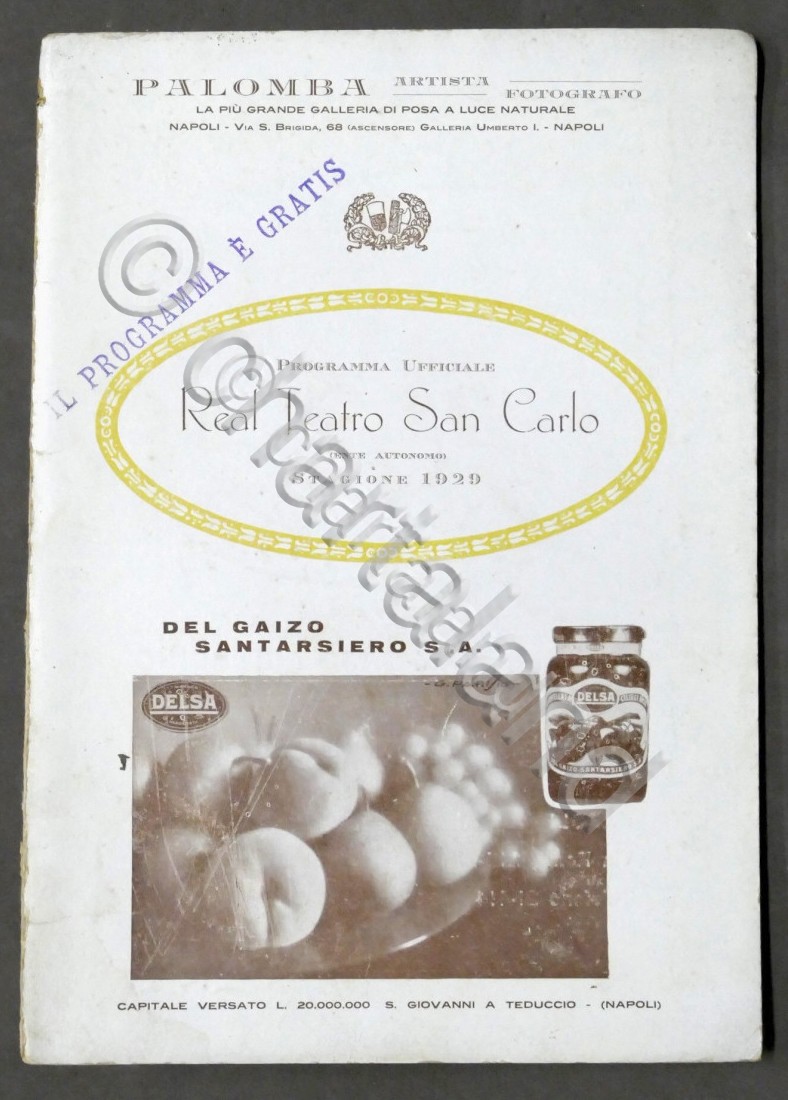 PALOMBA ARTISTA FOTOGRAFO
LA PIÙ GRANDE GALLERIA DI POSA A LUCE NATURALE
NAPOLI - VIA S. BRIGIDA, 68 (ASCENSORE) GALLERIA UMBERTO I. - NAPOLI
IL PROGRAMMA È GRATIS
PROGRAMMA UFFICIALE
Real Teatro San Carlo
(ENTE AUTONOMO)
STAGIONE 1929
DEL GAIZO
SANTARSIERO S.A.
DELSA
DELSA
CAPITALE VERSATO L. 20.000.000 S. GIOVANNI A TEDUCCIO - (NAPOLI)